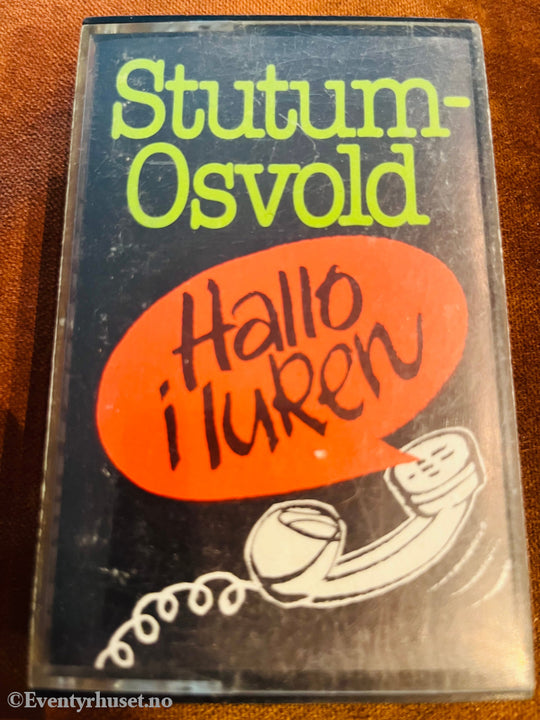 Stutum-
Osvold
Hallo
i luren
©Eventyrhuset.no